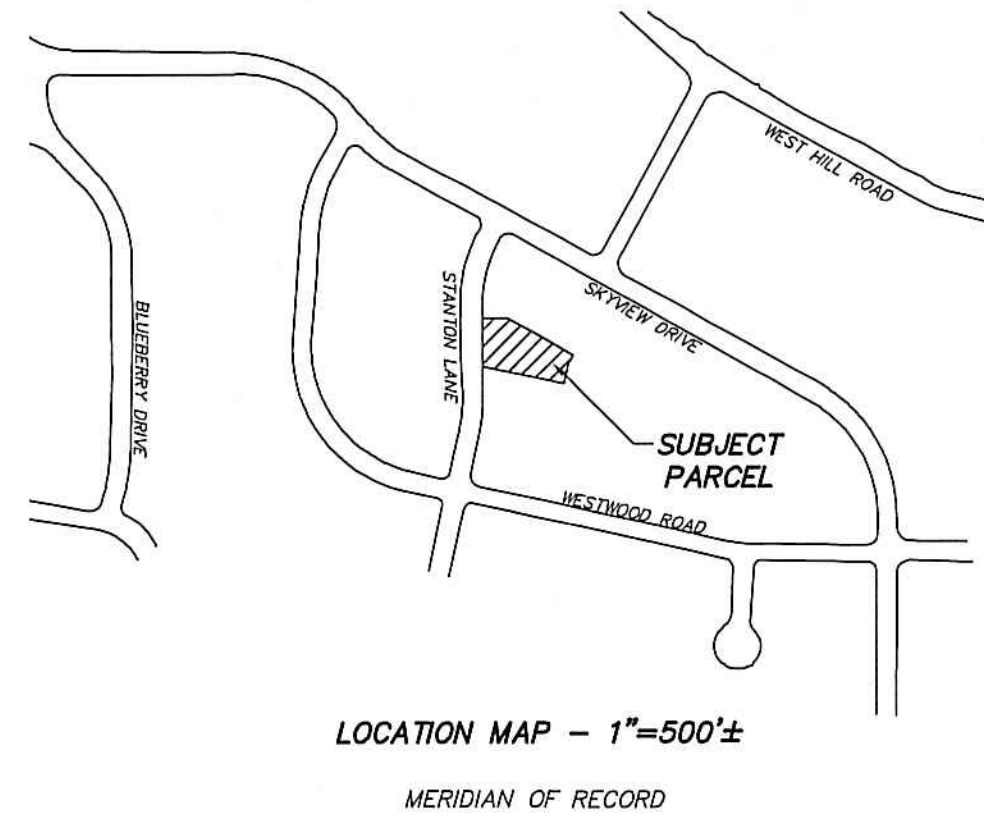 WEST HILL ROAD
SKYVIEW DRIVE
STANTON LANE
BLUEBERRY DRIVE
SUBJECT
PARCEL
WESTWOOD ROAD
LOCATION MAP - 1"=500'±
MERIDIAN OF RECORD